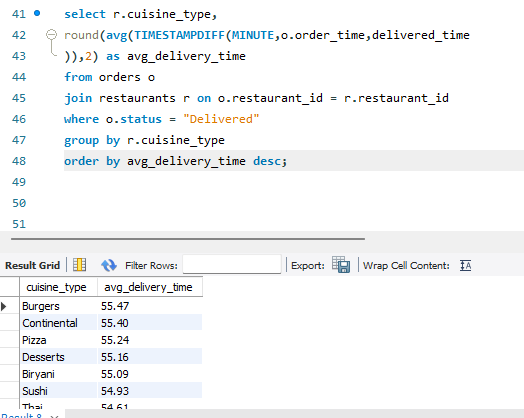 41 select r.cuisine_type,
42 round(avg(TIMESTAMPDIFF(MINUTE,o.order_time,delivered_time
43 )),2) as avg_delivery_time
44 from orders o
45 join restaurants r on o.restaurant_id = r.restaurant_id
46 where o.status = "Delivered"
47 group by r.cuisine_type
48 order by avg_delivery_time desc;
49
50
51
Result Grid Filter Rows: Export: Wrap Cell Content:
cuisine_type avg_delivery_time
Burgers 55.47
Continental 55.40
Pizza 55.24
Desserts 55.16
Biryani 55.09
Sushi 54.93
Thai 54.61
Result 8